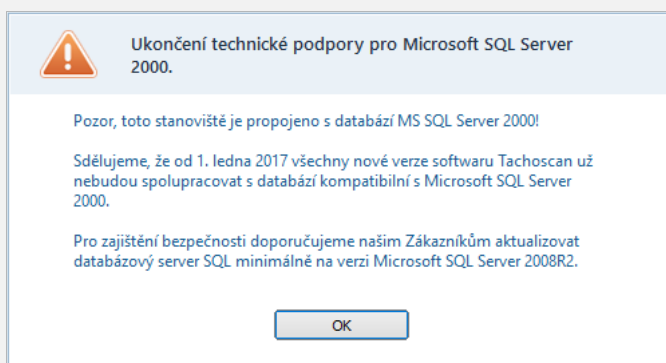 Ukončení technické podpory pro Microsoft SQL Server
2000.
Pozor, toto stanoviště je propojeno s databází MS SQL Server 2000!
Sdělujeme, že od 1. ledna 2017 všechny nové verze softwaru Tachoscan už
nebudou spolupracovat s databází kompatibilní s Microsoft SQL Server
2000.
Pro zajištění bezpečnosti doporučujeme našim Zákazníkům aktualizovat
databázový server SQL minimálně na verzi Microsoft SQL Server 2008R2.
OK